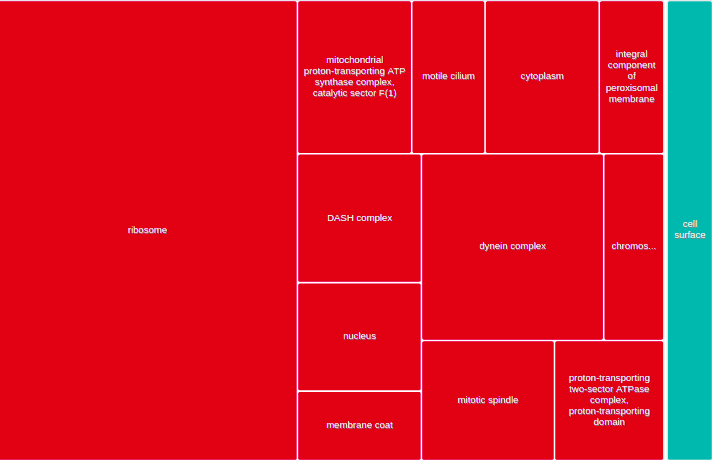 mitochondrial
proton-transporting ATP
synthase complex,
catalytic sector F(1)
motile cilium
cytoplasm
integral
component
of
peroxisomal
membrane
ribosome
DASH complex
dynein complex
chromos...
cell
surface
nucleus
membrane coat
mitotic spindle
proton-transporting
two-sector ATPase
complex,
proton-transporting
domain